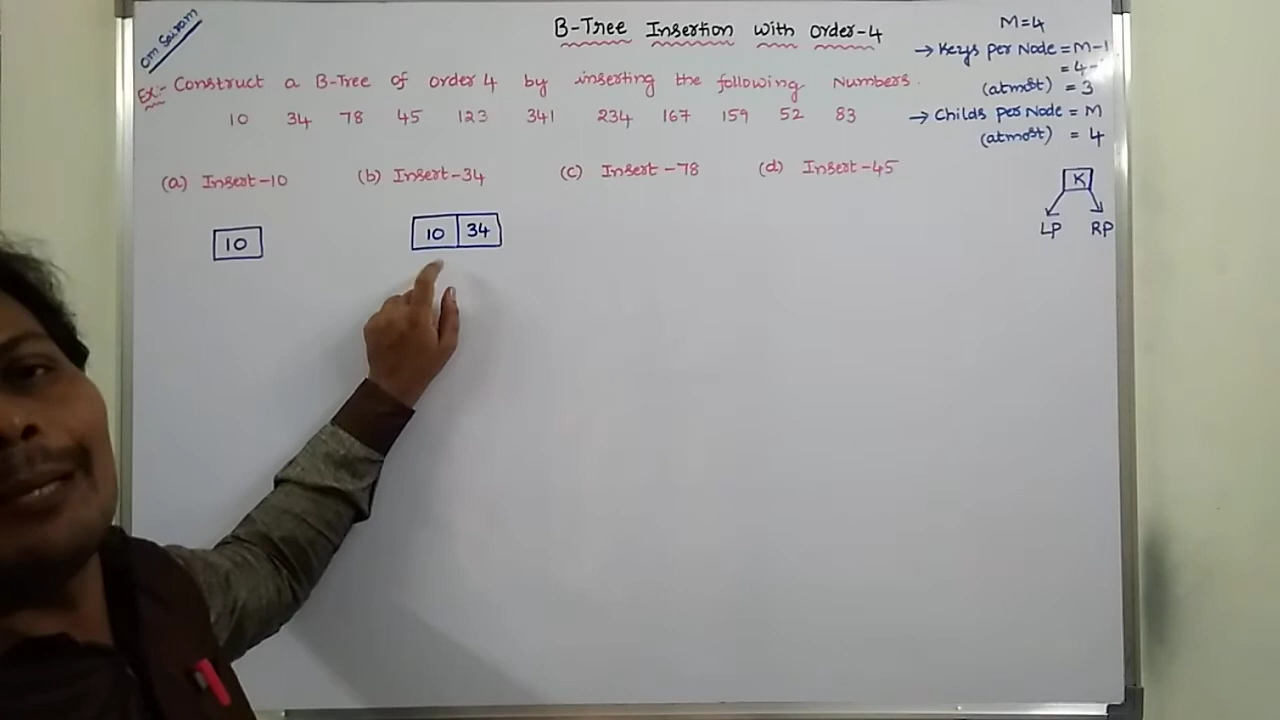 Om Sairam
B-Tree Insertion with order-4
Ex:- Construct a B-Tree of order 4 by inserting the following Numbers.
10 34 78 45 123 341 234 167 159 52 83
M=4
→ Keys per Node = M-1
= 4-
(atmost) = 3
→ Childs per Node = M
(atmost) = 4
(a) Insert-10 (b) Insert-34 (c) Insert-78 (d) Insert-45
10
10 34
K
LP RP